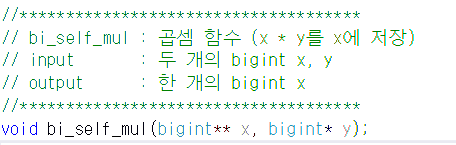 //*************************************
// bi_self_mul : 곱셈 함수 (x * y를 x에 저장)
// input       : 두 개의 bigint x, y
// output      : 한 개의 bigint x
//*************************************
void bi_self_mul(bigint** x, bigint* y);